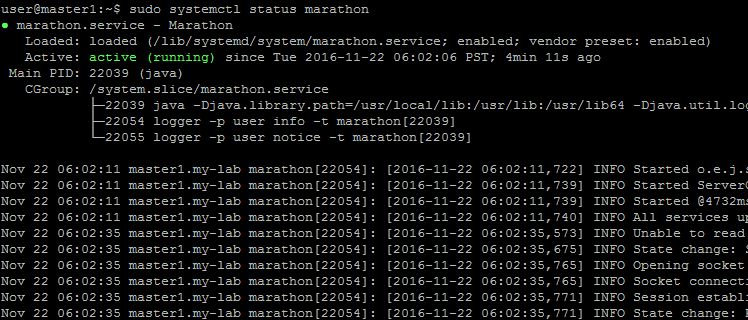 user@master1:~$ sudo systemctl status marathon
● marathon.service - Marathon
   Loaded: loaded (/lib/systemd/system/marathon.service; enabled; vendor preset: enabled)
   Active: active (running) since Tue 2016-11-22 06:02:06 PST; 4min 11s ago
 Main PID: 22039 (java)
   CGroup: /system.slice/marathon.service
           ├─22039 java -Djava.library.path=/usr/local/lib:/usr/lib:/usr/lib64 -Djava.util.log
           ├─22054 logger -p user info -t marathon[22039]
           └─22055 logger -p user notice -t marathon[22039]

Nov 22 06:02:11 master1.my-lab marathon[22054]: [2016-11-22 06:02:11,722] INFO Started o.e.j.s
Nov 22 06:02:11 master1.my-lab marathon[22054]: [2016-11-22 06:02:11,739] INFO Started ServerC
Nov 22 06:02:11 master1.my-lab marathon[22054]: [2016-11-22 06:02:11,739] INFO Started @4732ms
Nov 22 06:02:11 master1.my-lab marathon[22054]: [2016-11-22 06:02:11,740] INFO All services up
Nov 22 06:02:35 master1.my-lab marathon[22054]: [2016-11-22 06:02:35,573] INFO Unable to read
Nov 22 06:02:35 master1.my-lab marathon[22054]: [2016-11-22 06:02:35,675] INFO State change: S
Nov 22 06:02:35 master1.my-lab marathon[22054]: [2016-11-22 06:02:35,765] INFO Opening socket
Nov 22 06:02:35 master1.my-lab marathon[22054]: [2016-11-22 06:02:35,765] INFO Socket connecti
Nov 22 06:02:35 master1.my-lab marathon[22054]: [2016-11-22 06:02:35,771] INFO Session establi
Nov 22 06:02:35 master1.my-lab marathon[22054]: [2016-11-22 06:02:35,771] INFO State change: